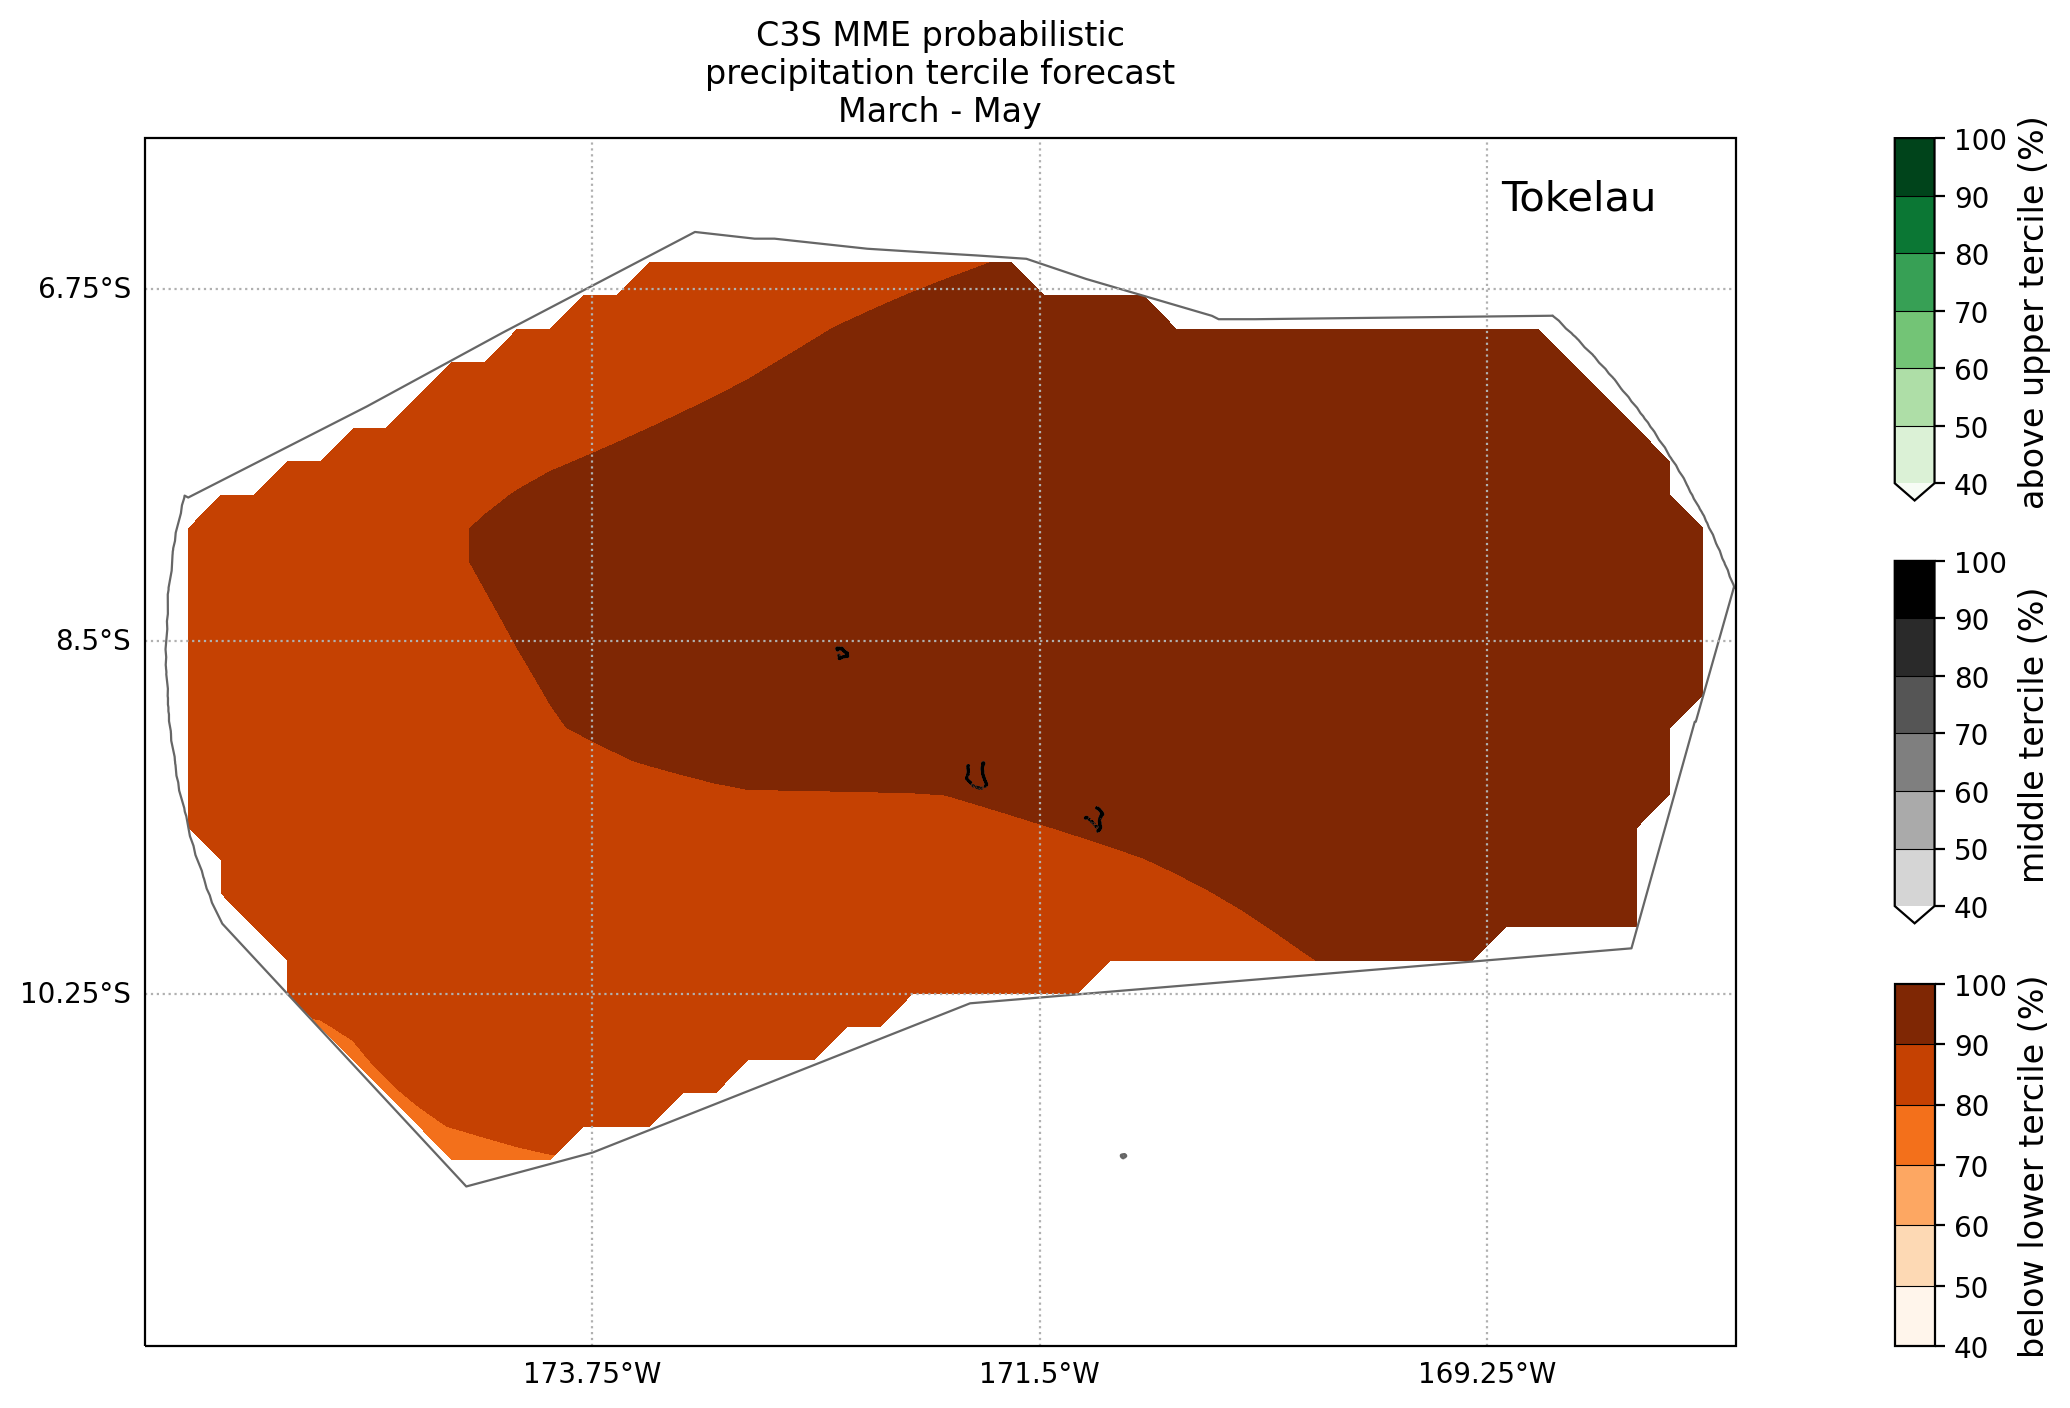 C3S MME probabilistic
precipitation tercile forecast
March - May
Tokelau
6.75°S
8.5°S
10.25°S
173.75°W
171.5°W
169.25°W
100
90
80
70
60
50
40
above upper tercile (%)
100
90
80
70
60
50
40
middle tercile (%)
100
90
80
70
60
50
40
below lower tercile (%)